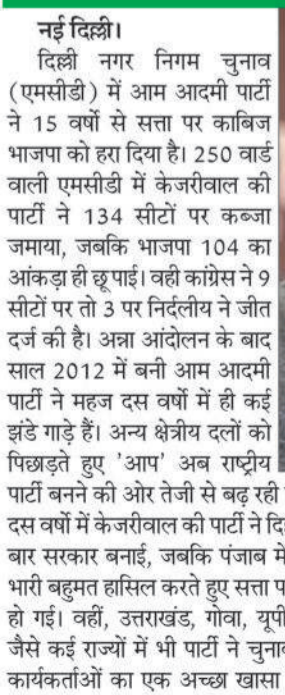 नई दिल्ली।
दिल्ली नगर निगम चुनाव
(एमसीडी) में आम आदमी पार्टी
ने 15 वर्षो से सत्ता पर काबिज
भाजपा को हरा दिया है। 250 वार्ड
वाली एमसीडी में केजरीवाल की
पार्टी ने 134 सीटों पर कब्जा
जमाया, जबकि भाजपा 104 का
आंकड़ा ही छू पाई। वही कांग्रेस ने 9
सीटों पर तो 3 पर निर्दलीय ने जीत
दर्ज की है। अन्ना आंदोलन के बाद
साल 2012 में बनी आम आदमी
पार्टी ने महज दस वर्षों में ही कई
झंडे गाड़े हैं। अन्य क्षेत्रीय दलों को
पिछाड़ते हुए 'आप' अब राष्ट्रीय
पार्टी बनने की ओर तेजी से बढ़ रही
दस वर्षों में केजरीवाल की पार्टी ने
बार सरकार बनाई, जबकि पंजाब में
भारी बहुमत हासिल करते हुए सत्ता
हो गई। वहीं, उत्तराखंड, गोवा, यूपी
जैसे कई राज्यों में भी पार्टी ने
कार्यकर्ताओं का एक अच्छा खासा